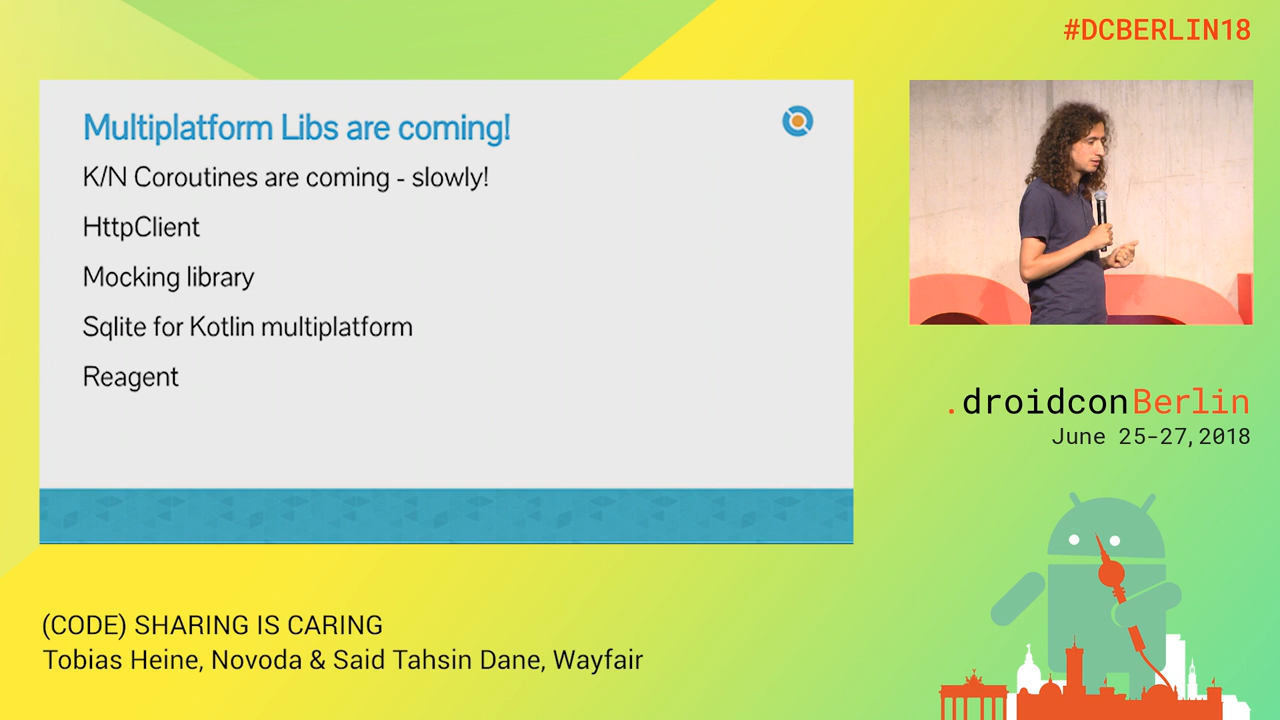 #DCBERLIN18
Multiplatform Libs are coming!
K/N Coroutines are coming - slowly!
HttpClient
Mocking library
Sqlite for Kotlin multiplatform
Reagent
.droidconBerlin
June 25-27, 2018
(CODE) SHARING IS CARING
Tobias Heine, Novoda & Said Tahsin Dane, Wayfair